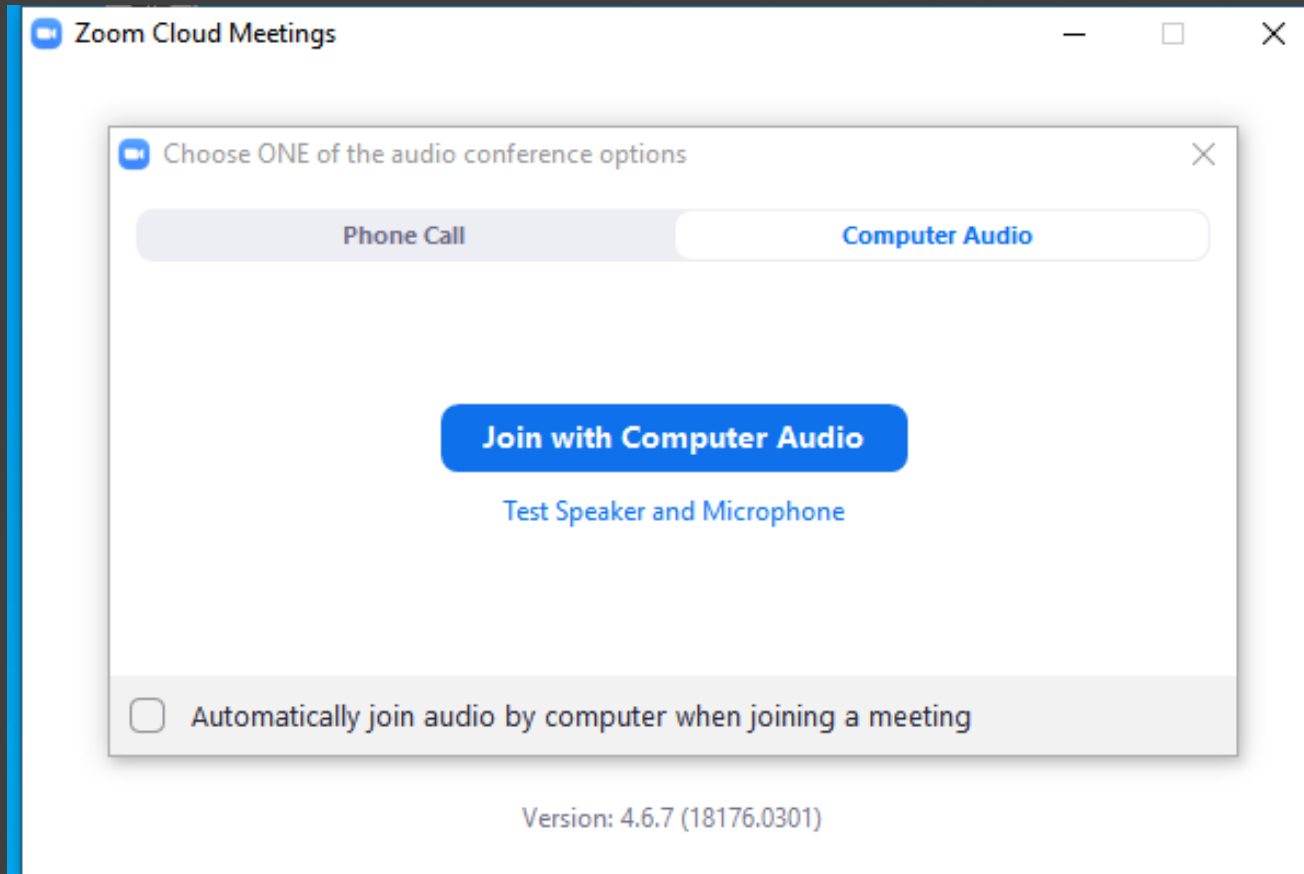 Zoom Cloud Meetings
Choose ONE of the audio conference options
Phone Call
Computer Audio
Join with Computer Audio
Test Speaker and Microphone
Automatically join audio by computer when joining a meeting
Version: 4.6.7 (18176.0301)